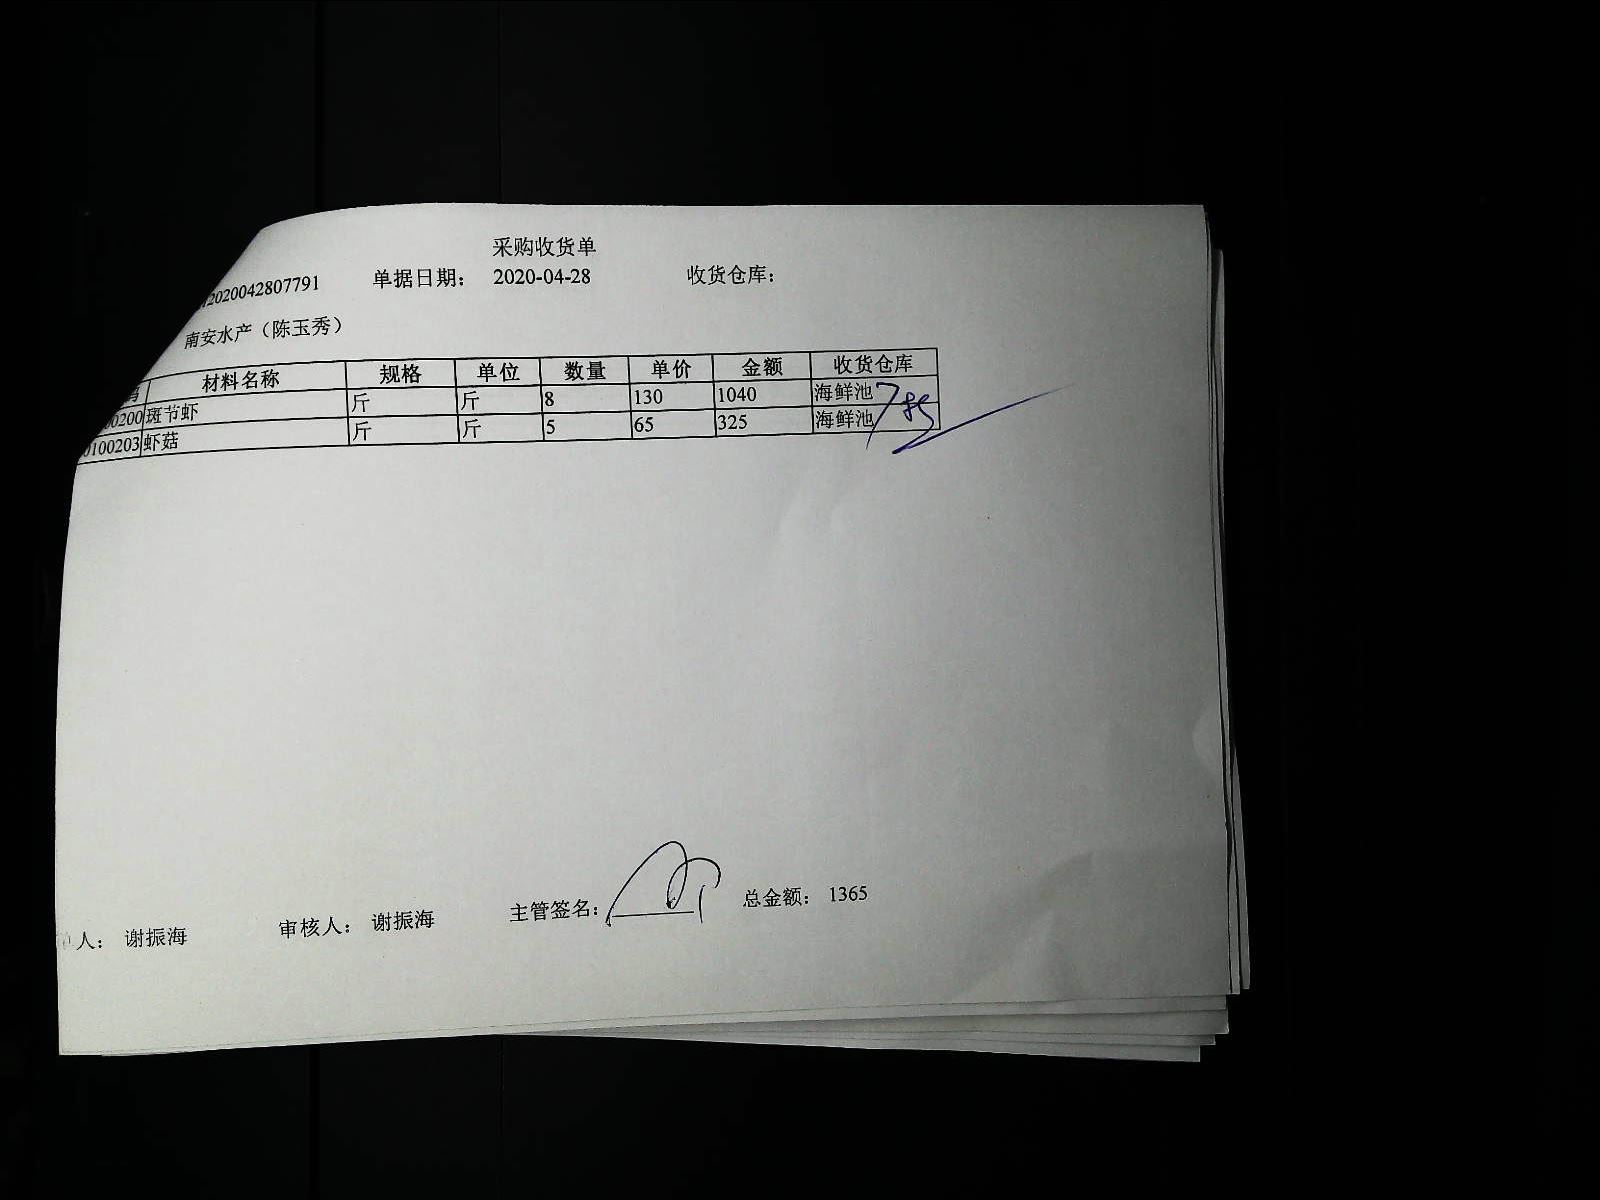 采购收货单
2020042807791 单据日期： 2020-04-28 收货仓库：
南安水产（陈玉秀）
码 材料名称 规格 单位 数量 单价 金额 收货仓库
00200 斑节虾 斤 斤 8 130 1040 海鲜池
0100203 虾菇 斤 斤 5 65 325 海鲜池
人： 谢振海 审核人： 谢振海 主管签名： 总金额： 1365